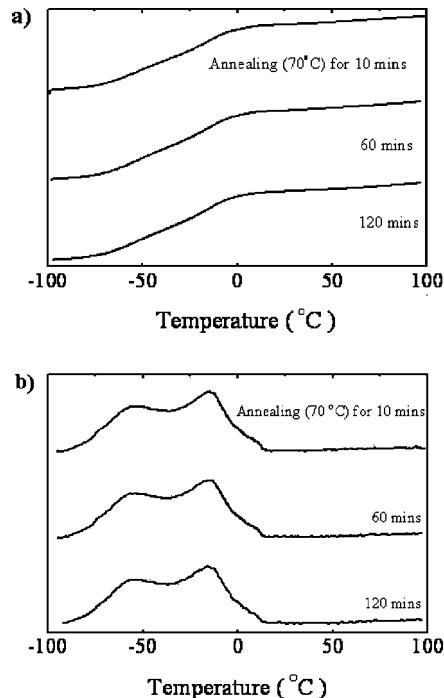 a)
Annealing (70°C) for 10 mins
60 mins
120 mins
-100 -50 0 50 100
Temperature (°C)
b)
Annealing (70 °C) for 10 mins
60 mins
120 mins
-100 -50 0 50 100
Temperature (°C)